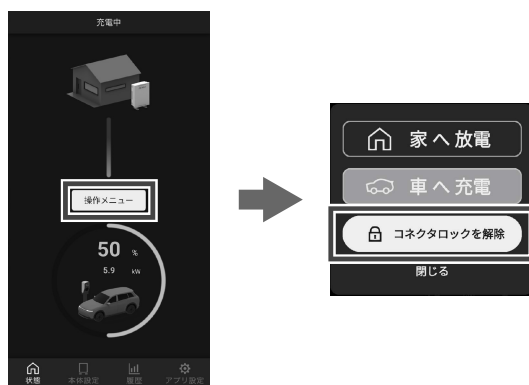 充電中
操作メニュー
50 %
5.9 kW
状態
本体設定
履歴
アプリ設定
家へ放電
車へ充電
コネクタロックを解除
閉じる